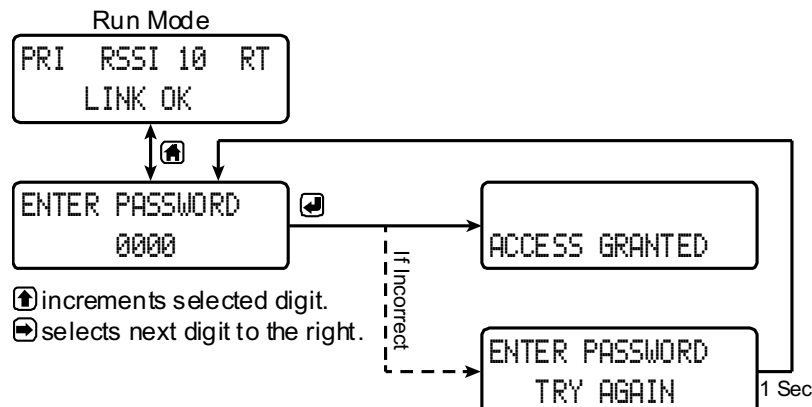 Run Mode
PRI RSSI 10 RT
LINK OK
ENTER PASSWORD
0000
ACCESS GRANTED
If Incorrect
increments selected digit.
selects next digit to the right.
ENTER PASSWORD
TRY AGAIN
1 Sec